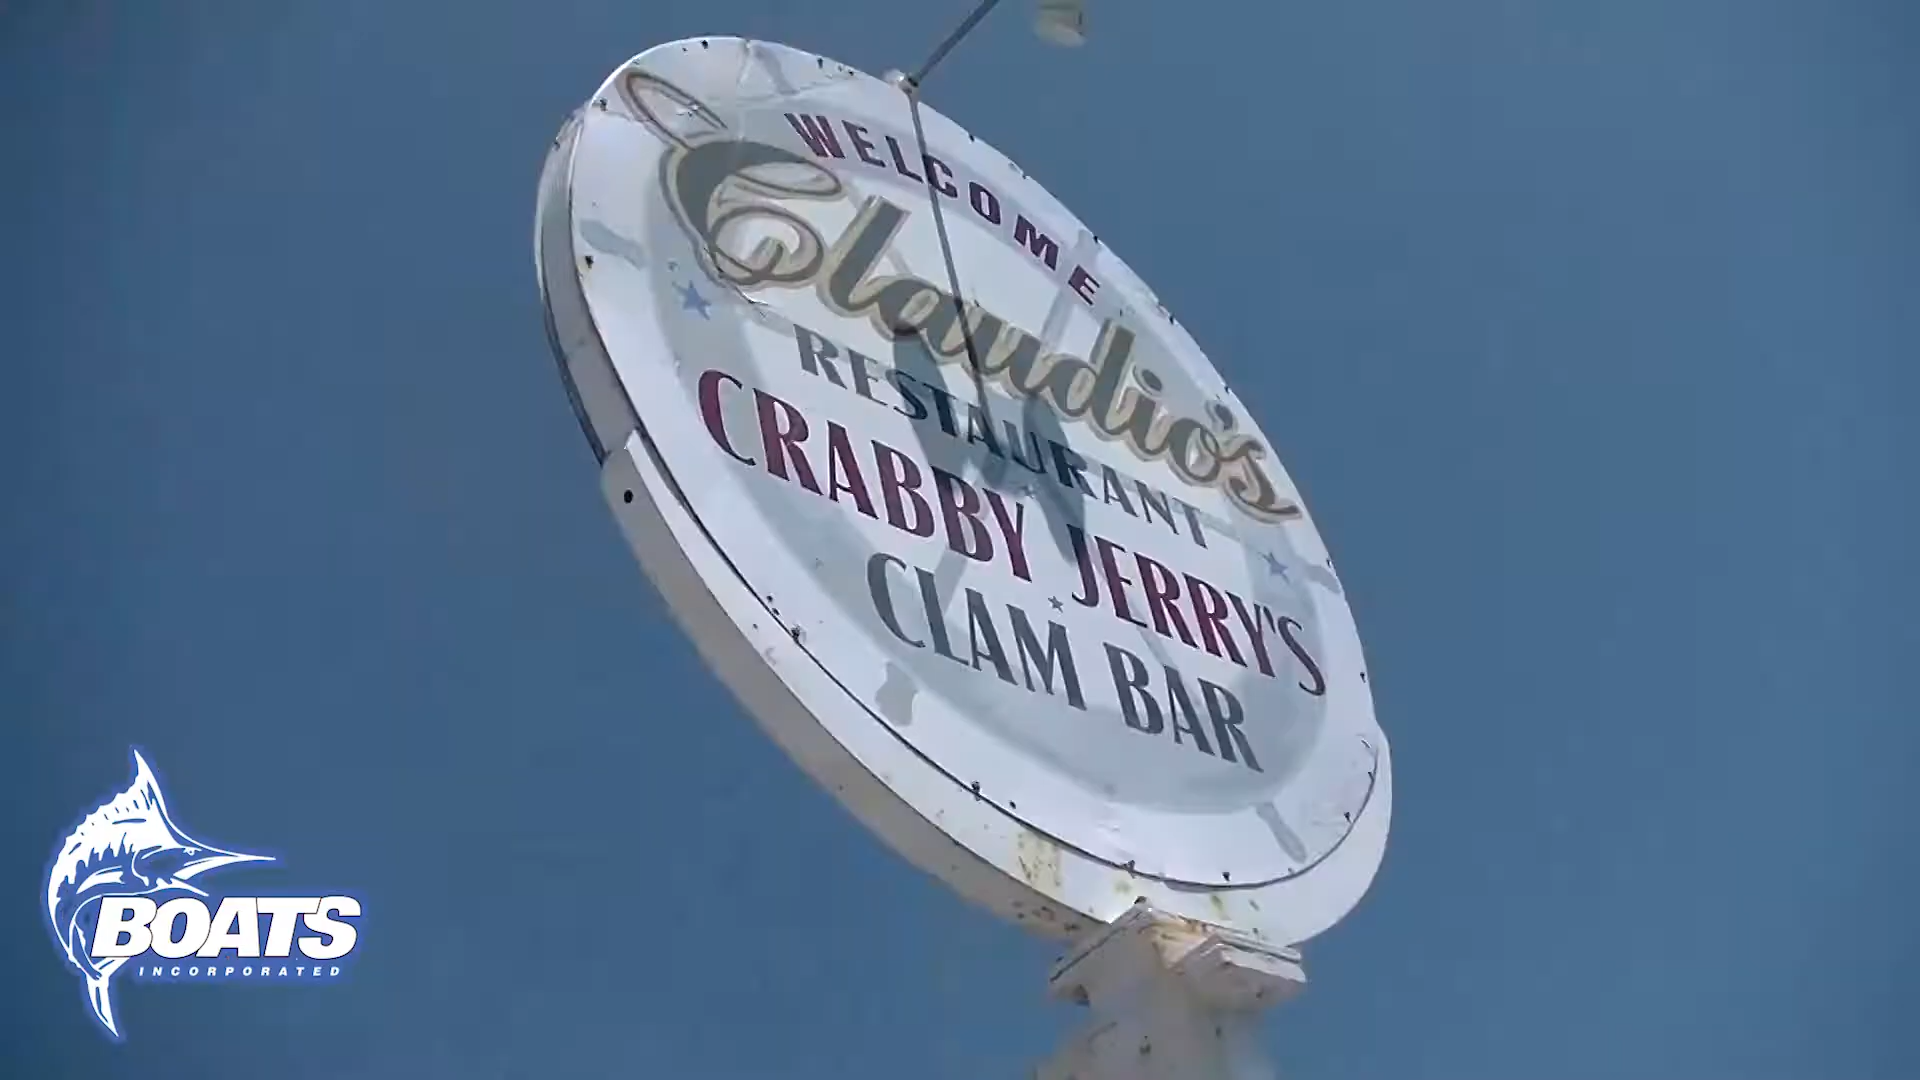 WELCOME
Claudio's
RESTAURANT
CRABBY JERRY'S
CLAM BAR
BOATS
INCORPORATED